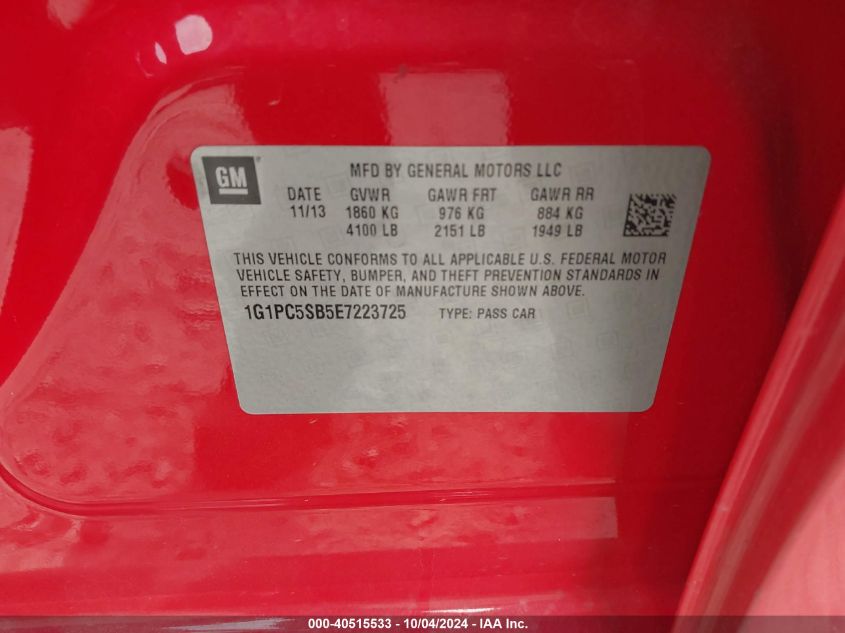 GM
MFD BY GENERAL MOTORS LLC
DATE GVWR GAWR FRT GAWR RR
11/13 1860 KG 976 KG 884 KG
4100 LB 2151 LB 1949 LB
THIS VEHICLE CONFORMS TO ALL APPLICABLE U.S. FEDERAL MOTOR
VEHICLE SAFETY, BUMPER, AND THEFT PREVENTION STANDARDS IN
EFFECT ON THE DATE OF MANUFACTURE SHOWN ABOVE.
1G1PC5SB5E7223725 TYPE: PASS CAR
000-40515533 - 10/04/2024 - IAA Inc.